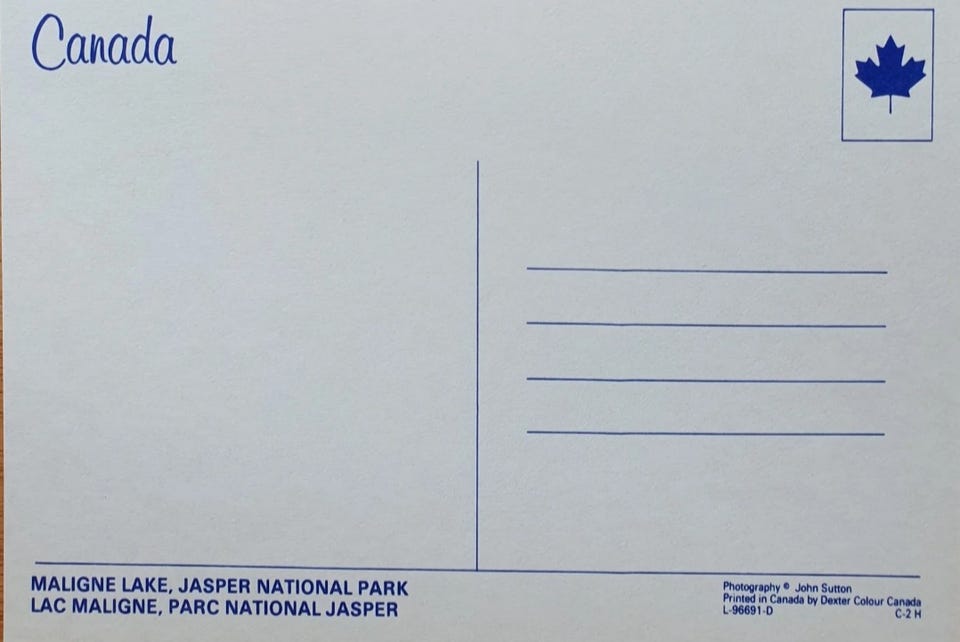 Canada
MALIGNE LAKE, JASPER NATIONAL PARK
LAC MALIGNE, PARC NATIONAL JASPER
Photography © John Sutton
Printed in Canada by Dexter Colour Canada
L-96691-D
C-2 H